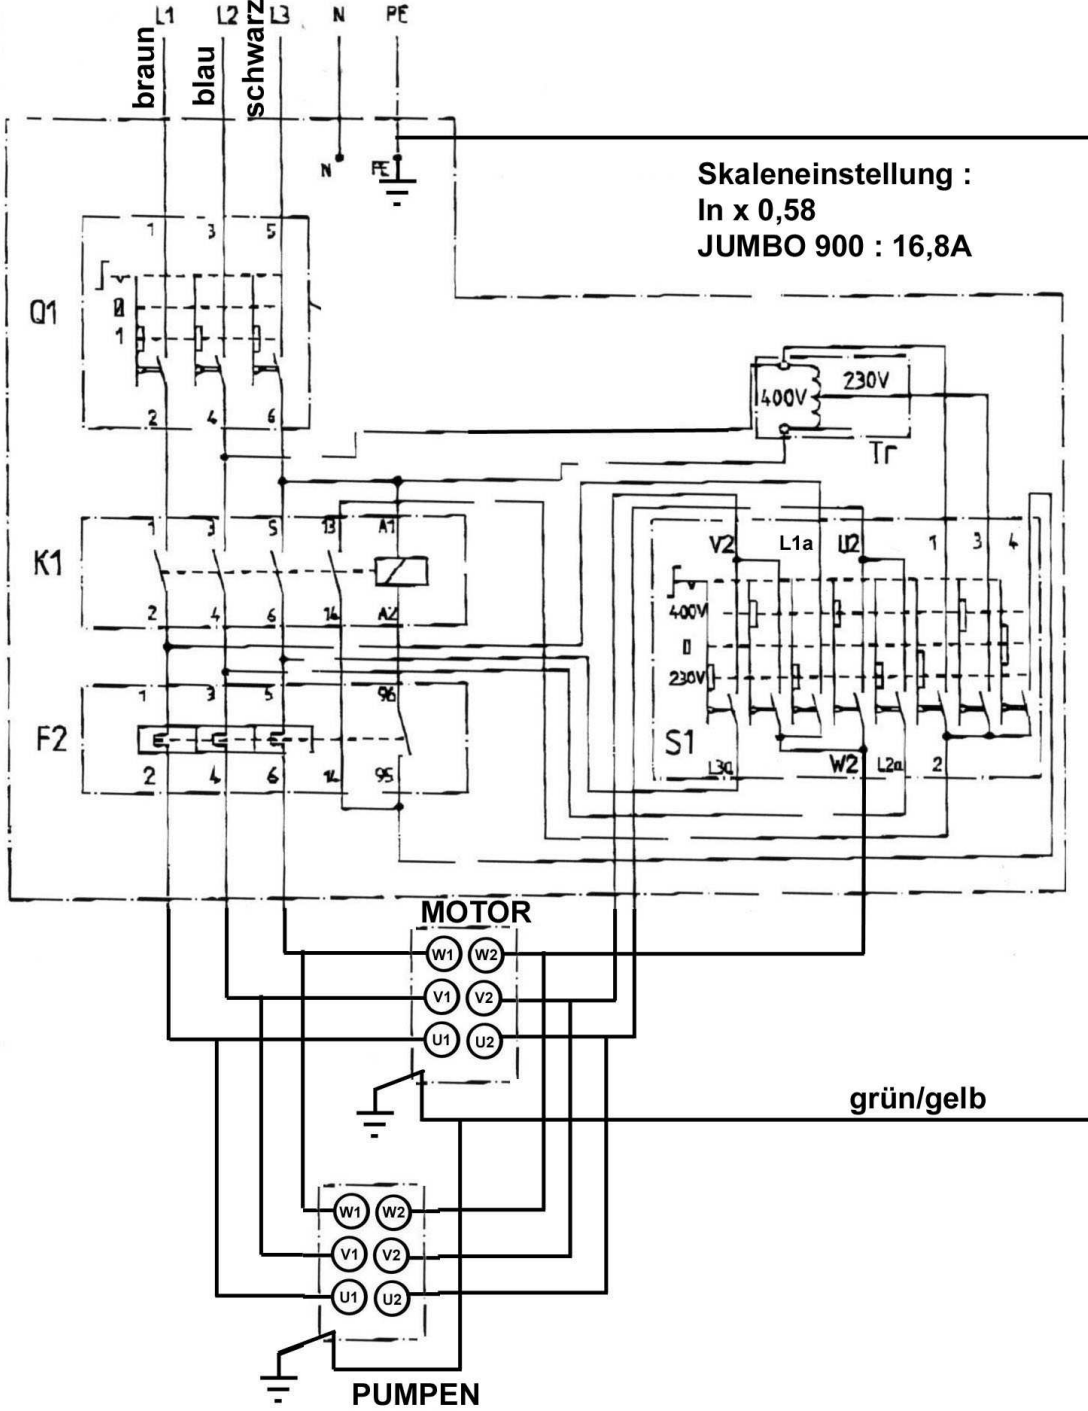 L1 L2 L3 N PE
braun
blau
schwarz
N PE
Skaleneinstellung :
In x 0,58
JUMBO 900 : 16,8A
1 3 5
Q1
0
1
2 4 6
400V 230V
Tr
1 3 5 13 A1
K1
2 4 6 14 A2
V2 L1a U2 1 3 4
400V
0
230V
S1
L3a W2 L2a 2
1 3 5 96
F2
2 4 6 14 95
MOTOR
W1 W2
V1 V2
U1 U2
grün/gelb
W1 W2
V1 V2
U1 U2
PUMPEN